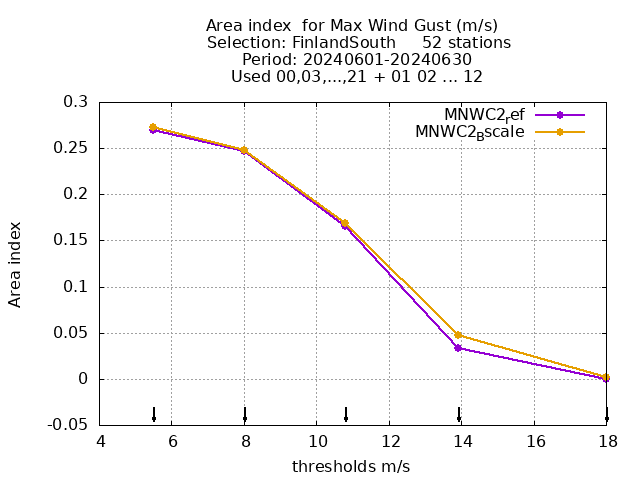 Area index  for Max Wind Gust (m/s)
Selection: FinlandSouth     52 stations
Period: 20240601-20240630
Used 00,03,...,21 + 01 02 ... 12
0.3
0.25
0.2
0.15
0.1
0.05
0
-0.05
4 6 8 10 12 14 16 18
Area index
thresholds m/s
MNWC2ref
MNWC2Bscale